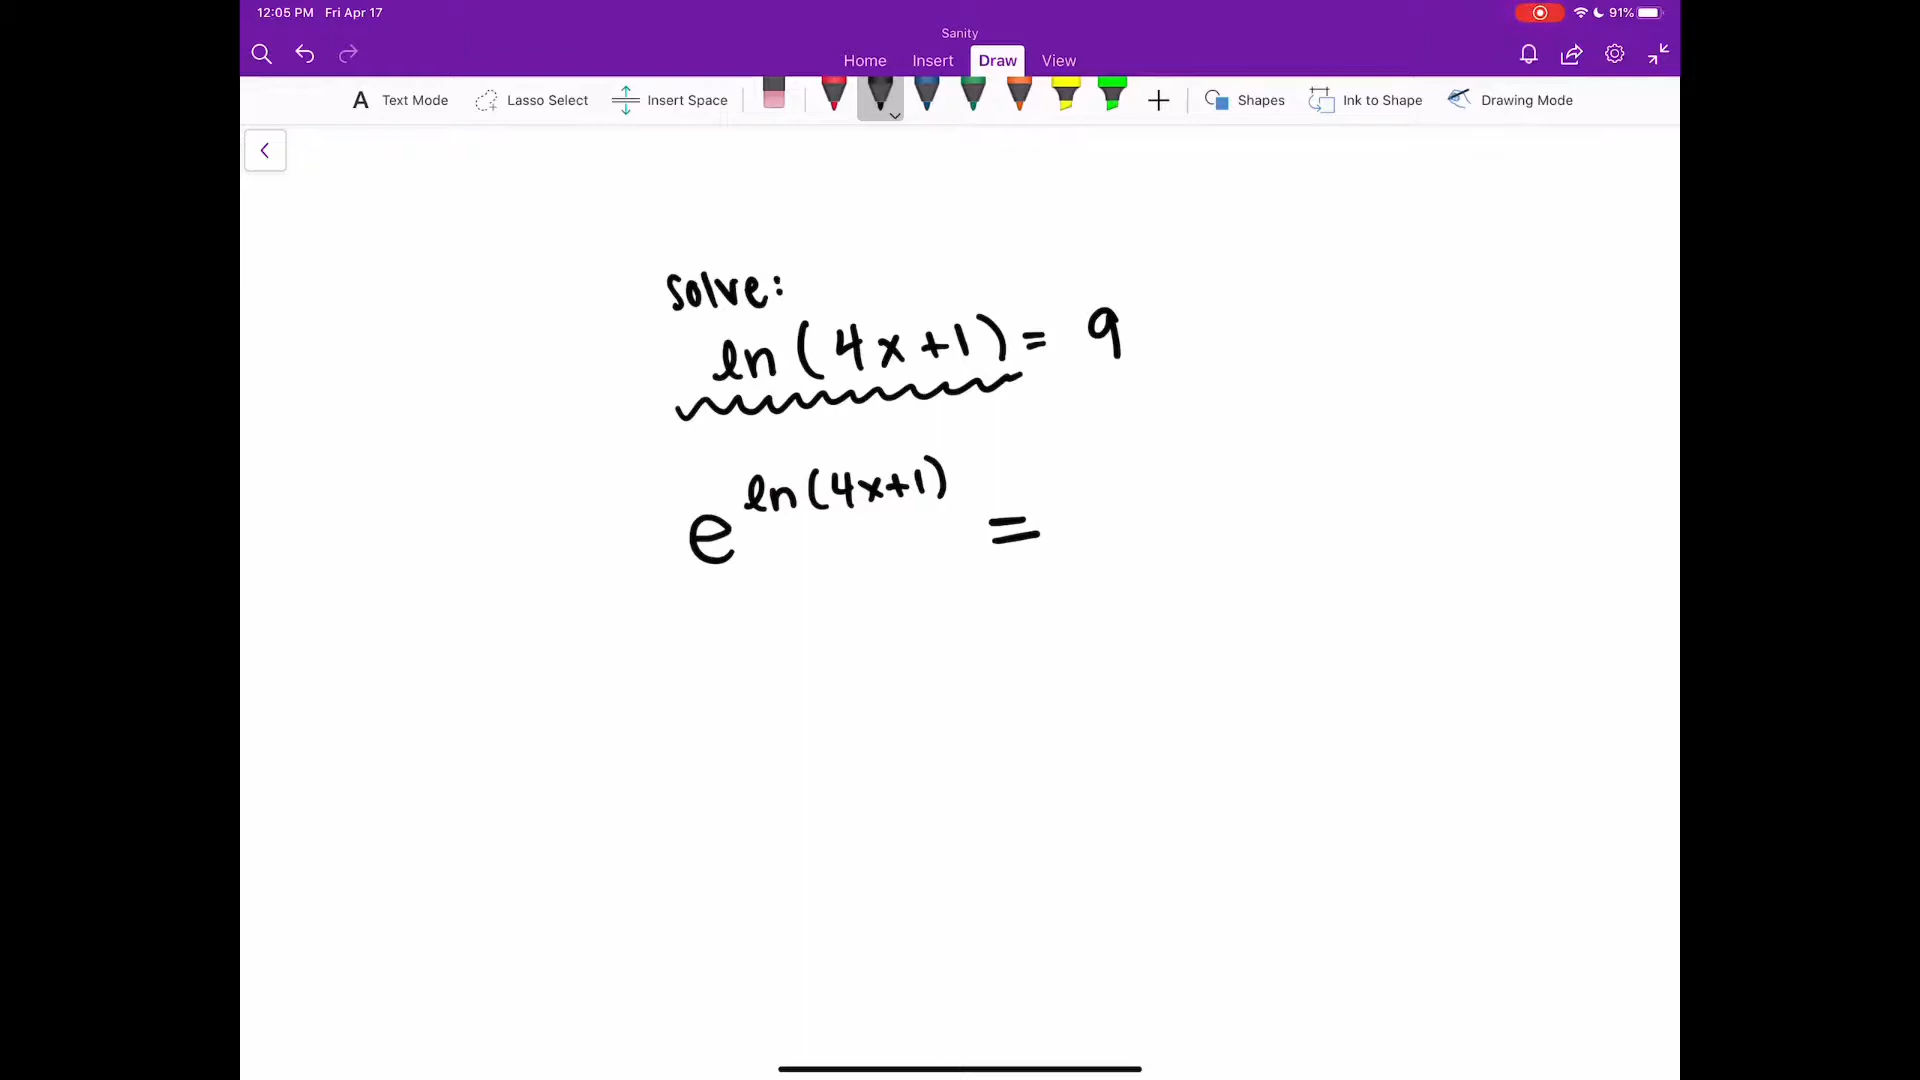 12:05 PM Fri Apr 17 91%
Sanity
Home Insert Draw View
A Text Mode Lasso Select Insert Space Shapes Ink to Shape Drawing Mode
solve:
ln(4x+1) = 9
e^ln(4x+1) =